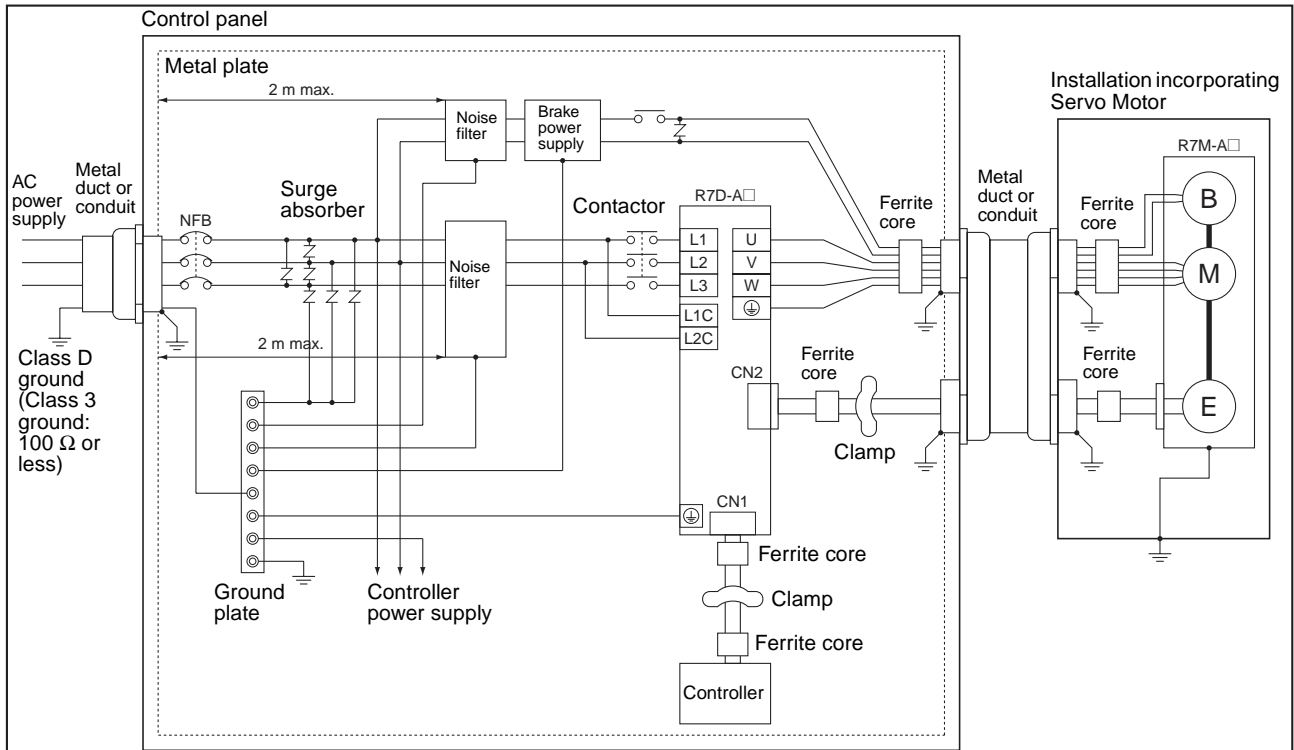 Control panel
Metal plate
2 m max.
Noise
filter
Brake
power
supply
Installation incorporating
Servo Motor
R7M-A□
AC
power
supply
Metal
duct or
conduit
NFB
Surge
absorber
Contactor
R7D-A□
Ferrite
core
Metal
duct or
conduit
Ferrite
core
B
L1
U
L2
V
L3
W
Noise
filter
M
L1C
L2C
2 m max.
Class D
ground
(Class 3
ground:
100 Ω or
less)
CN2
Ferrite
core
Ferrite
core
E
Clamp
CN1
Ground
plate
Controller
power supply
Ferrite core
Clamp
Ferrite core
Controller